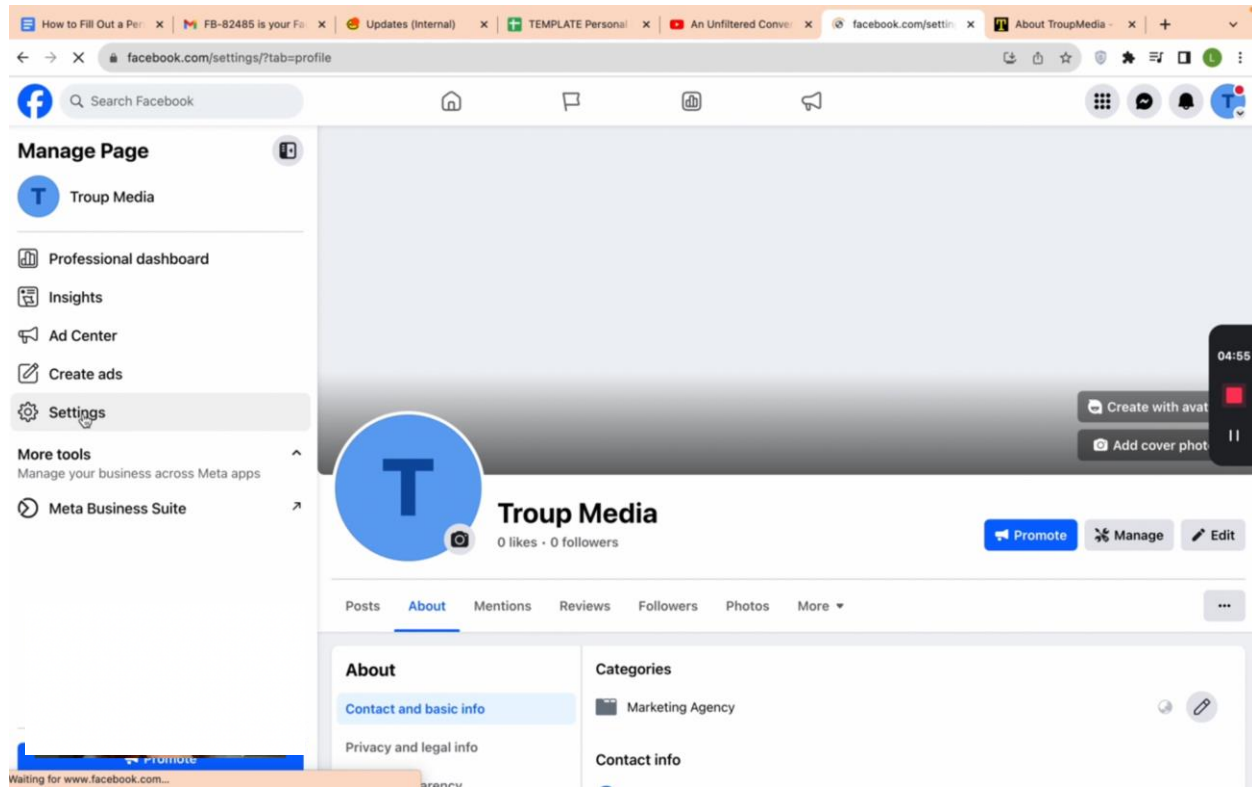 How to Fill Out a Per
FB-82485 is your Fa
Updates (Internal)
TEMPLATE Personal
An Unfiltered Conver
facebook.com/settin
About TroupMedia -
facebook.com/settings/?tab=profile
L
Search Facebook
T
Manage Page
T
Troup Media
Professional dashboard
Insights
Ad Center
Create ads
04:55
Settings
Create with avat
More tools
Manage your business across Meta apps
Add cover phot
Meta Business Suite
T
Troup Media
0 likes · 0 followers
Promote
Manage
Edit
Posts
About
Mentions
Reviews
Followers
Photos
More
About
Categories
Contact and basic info
Marketing Agency
Privacy and legal info
Contact info
Promote
Waiting for www.facebook.com...